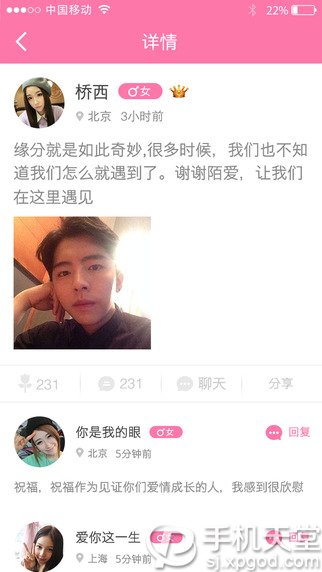 中国移动 22%
详情
桥西 女
北京 3小时前
缘分就是如此奇妙,很多时候，我们也不知
道我们怎么就遇到了。谢谢陌爱，让我们
在这里遇见
231 231 聊天 分享
你是我的眼 女 回复
北京 5分钟前
祝福，祝福作为见证你们爱情成长的人，我感到很欣慰
爱你这一生 女 回复
上海 5分钟前
手机天堂
sj.xpgod.com